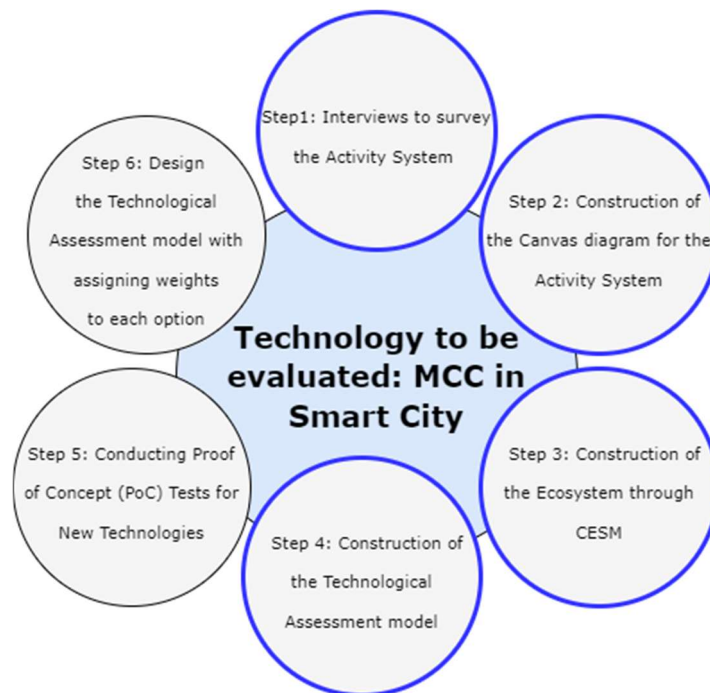 Step1: Interviews to survey
the Activity System
Step 2: Construction of
the Canvas diagram for the
Activity System
Step 3: Construction of
the Ecosystem through
CESM
Step 4: Construction of
the Technological
Assessment model
Step 5: Conducting Proof
of Concept (PoC) Tests for
New Technologies
Step 6: Design
the Technological
Assessment model with
assigning weights
to each option
Technology to be
evaluated: MCC in
Smart City